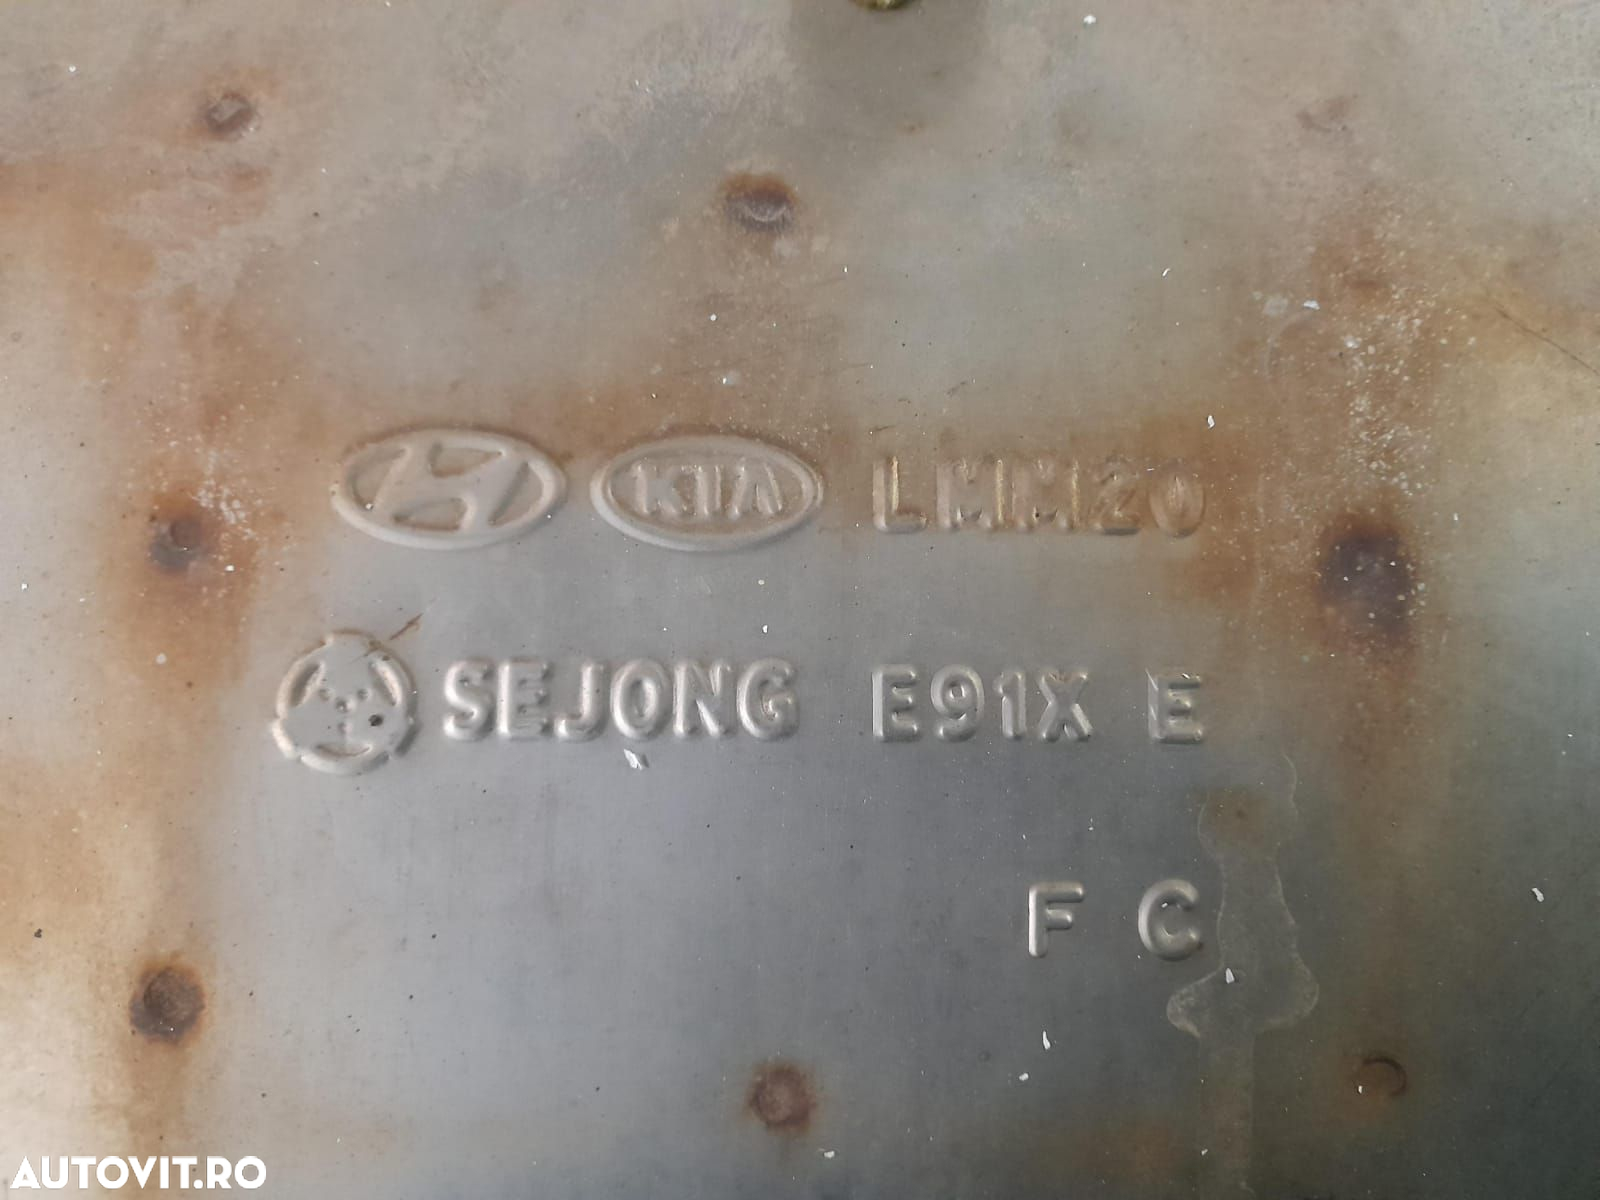 KIA LMM20
SEJONG E91X E
F C
AUTOVIT.RO